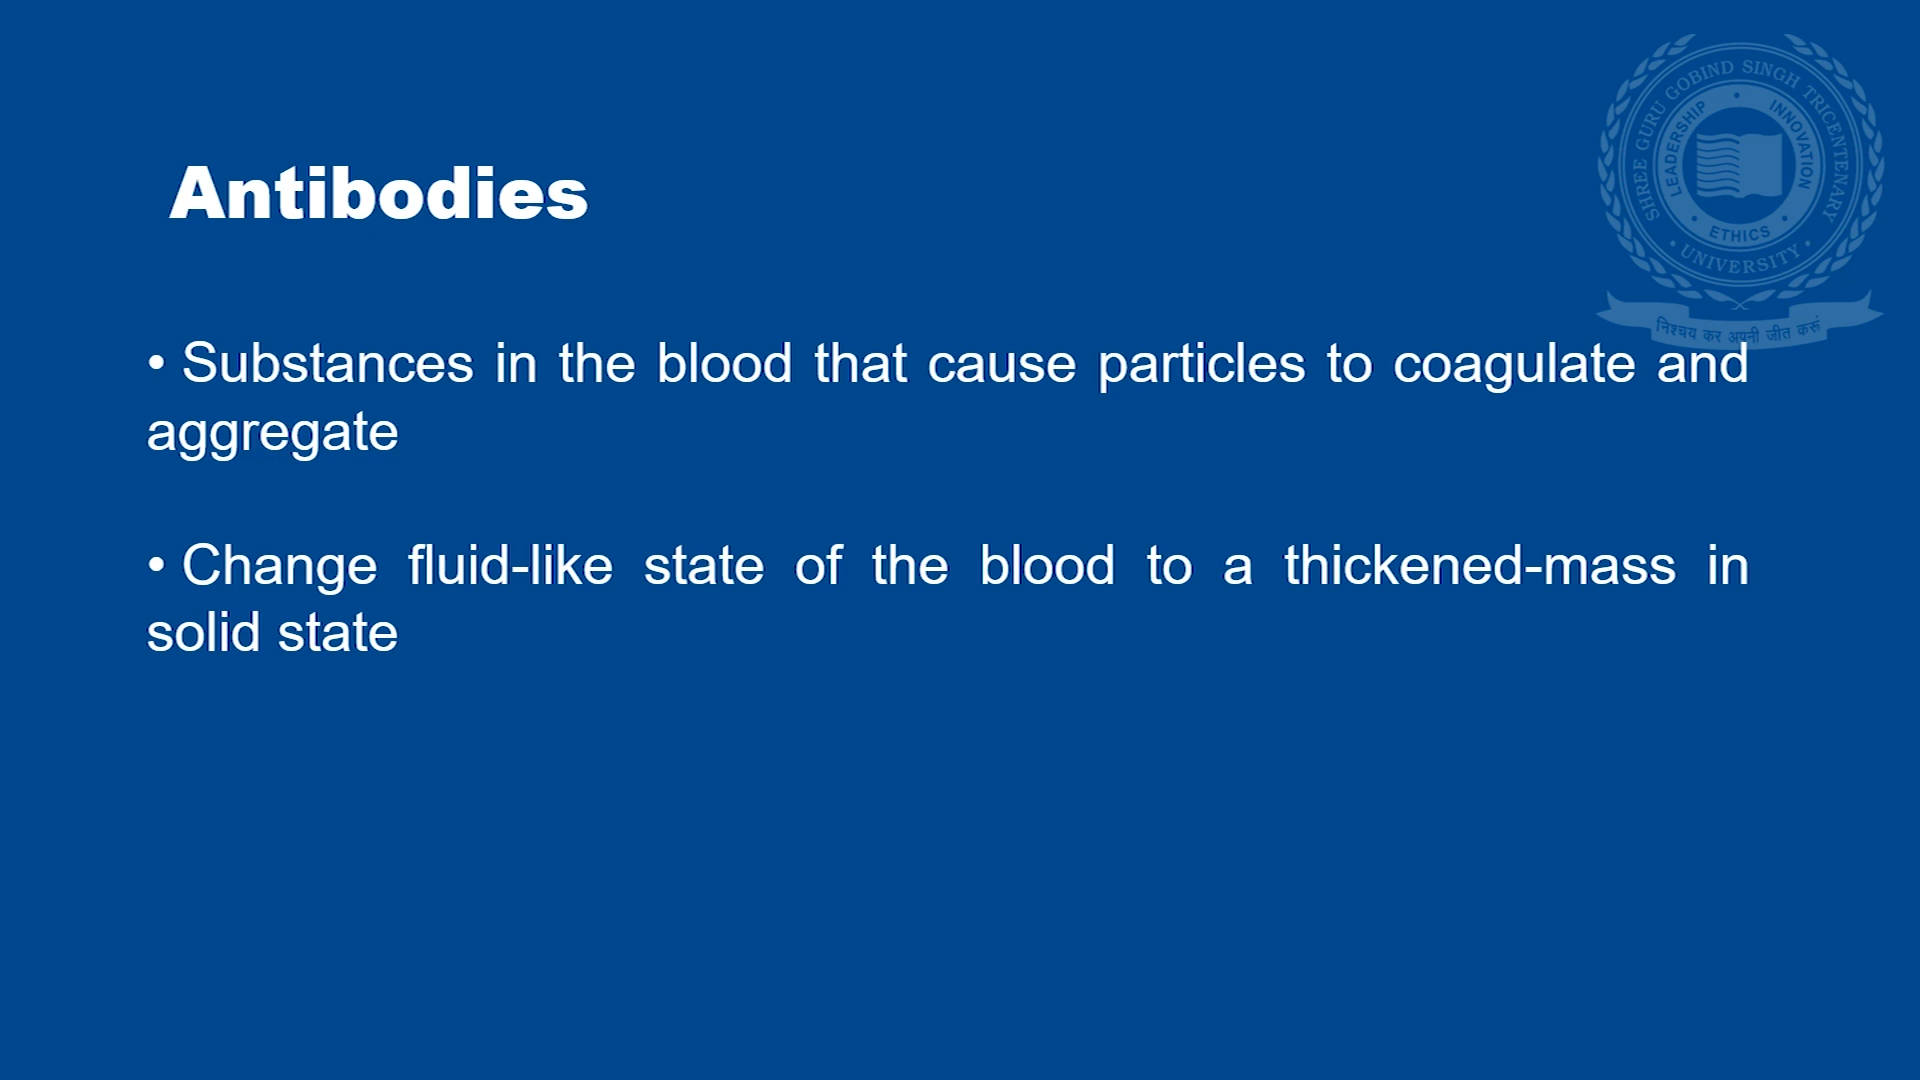 SHREE GURU GOBIND SINGH TRICENTENARY
• UNIVERSITY •
LEADERSHIP • INNOVATION
• ETHICS •
निश्चय कर अपनी जीत करूं
Antibodies
• Substances in the blood that cause particles to coagulate and
aggregate
• Change fluid-like state of the blood to a thickened-mass in
solid state